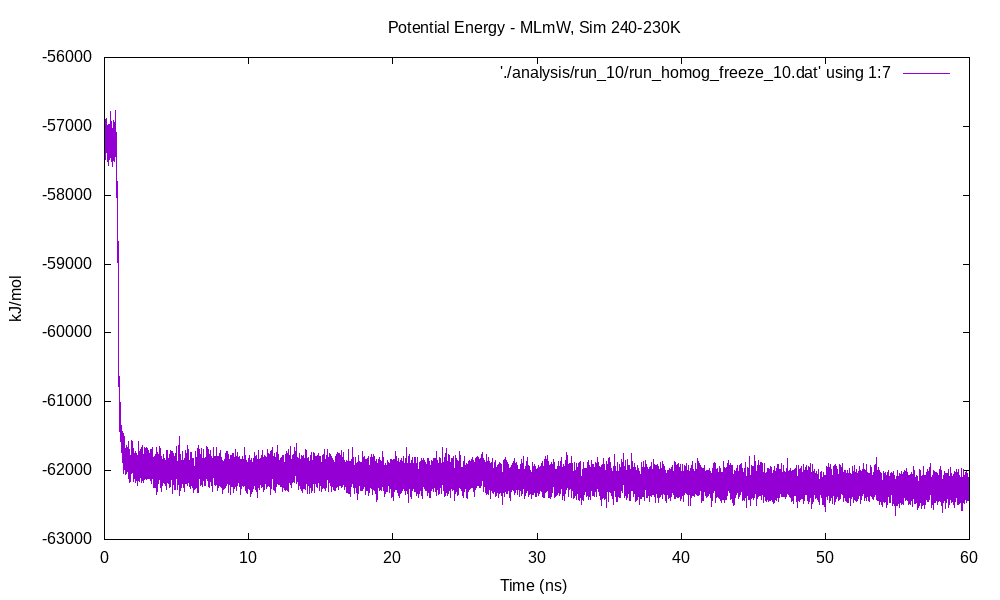 Potential Energy - MLmW, Sim 240-230K
'./analysis/run_10/run_homog_freeze_10.dat' using 1:7
-56000
-57000
-58000
-59000
-60000
-61000
-62000
-63000
kJ/mol
0 10 20 30 40 50 60
Time (ns)